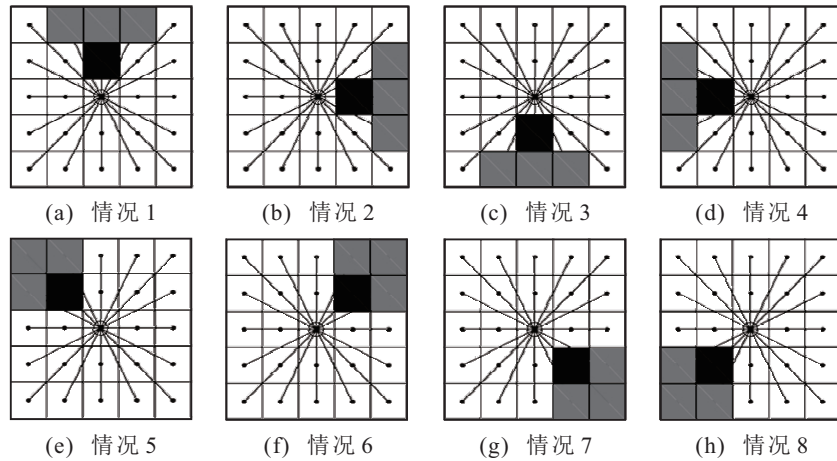 (a) 情况 1
(b) 情况 2
(c) 情况 3
(d) 情况 4
(e) 情况 5
(f) 情况 6
(g) 情况 7
(h) 情况 8